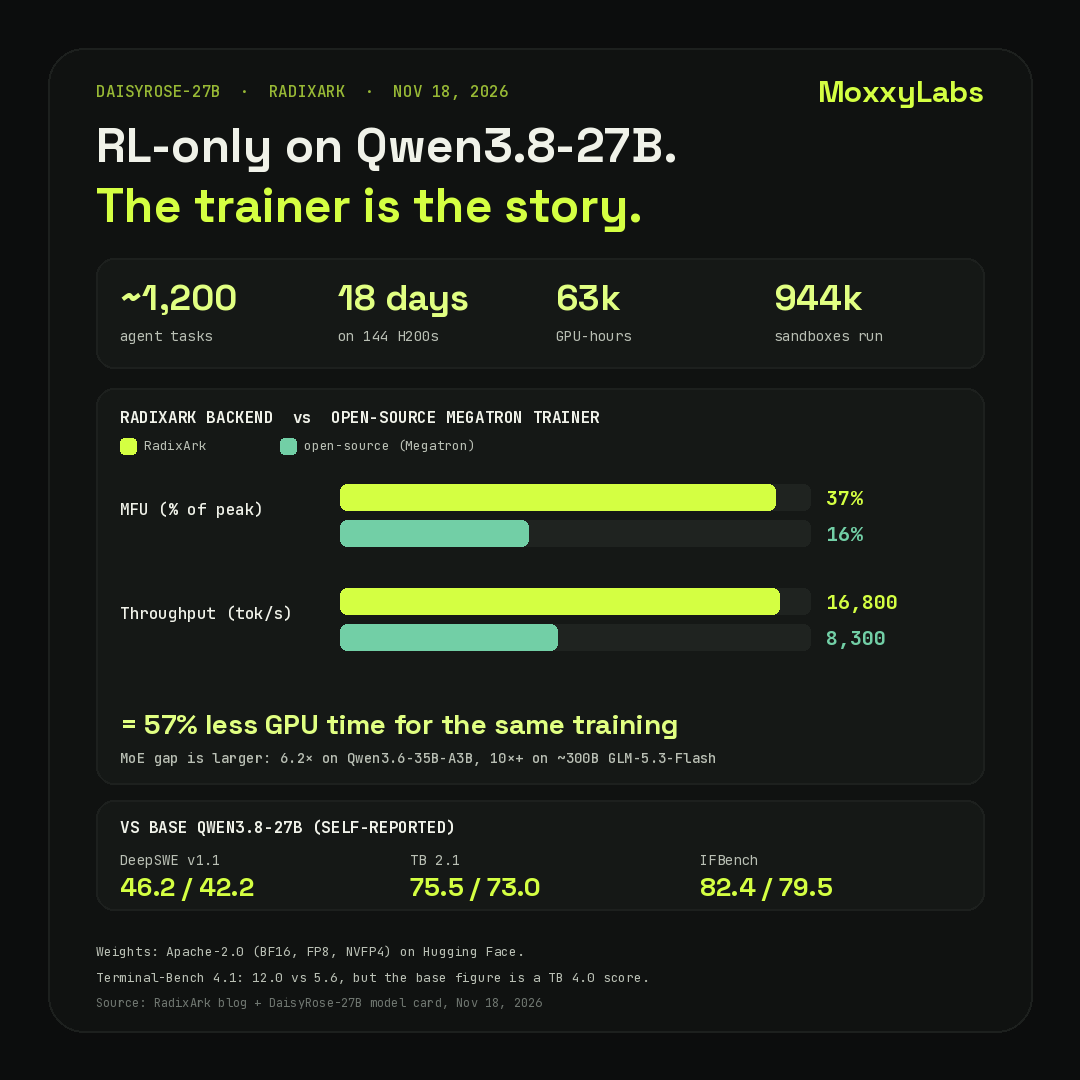 DAISYROSE-27B · RADIXARK · NOV 18, 2026
MoxxyLabs
RL-only on Qwen3.8-27B.
The trainer is the story.
~1,200
agent tasks
18 days
on 144 H200s
63k
GPU-hours
944k
sandboxes run
RADIXARK BACKEND vs OPEN-SOURCE MEGATRON TRAINER
RadixArk
open-source (Megatron)
MFU (% of peak)
37%
16%
Throughput (tok/s)
16,800
8,300
= 57% less GPU time for the same training
MoE gap is larger: 6.2× on Qwen3.6-35B-A3B, 10×+ on ~300B GLM-5.3-Flash
VS BASE QWEN3.8-27B (SELF-REPORTED)
DeepSWE v1.1
46.2 / 42.2
TB 2.1
75.5 / 73.0
IFBench
82.4 / 79.5
Weights: Apache-2.0 (BF16, FP8, NVFP4) on Hugging Face.
Terminal-Bench 4.1: 12.0 vs 5.6, but the base figure is a TB 4.0 score.
Source: RadixArk blog + DaisyRose-27B model card, Nov 18, 2026